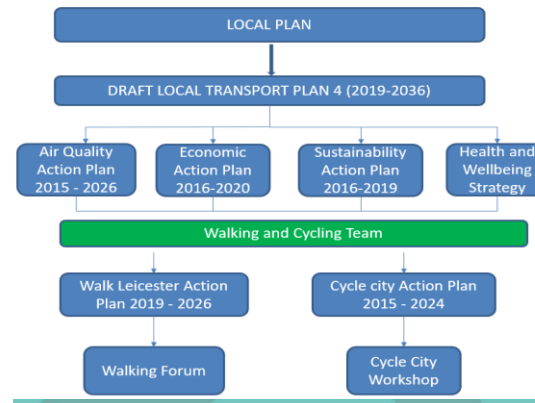 LOCAL PLAN
DRAFT LOCAL TRANSPORT PLAN 4 (2019-2036)
Air Quality
Action Plan
2015 - 2026
Economic
Action Plan
2016-2020
Sustainability
Action Plan
2016-2019
Health and
Wellbeing
Strategy
Walking and Cycling Team
Walk Leicester Action
Plan 2019 - 2026
Cycle city Action Plan
2015 - 2024
Walking Forum
Cycle City
Workshop